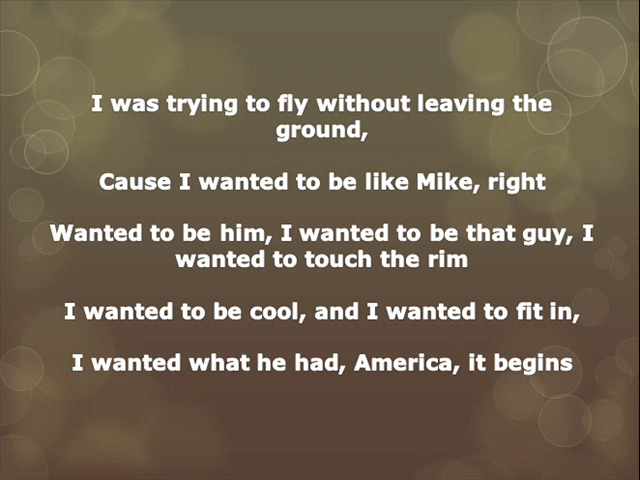 I was trying to fly without leaving the
ground,
Cause I wanted to be like Mike, right
Wanted to be him, I wanted to be that guy, I
wanted to touch the rim
I wanted to be cool, and I wanted to fit in,
I wanted what he had, America, it begins